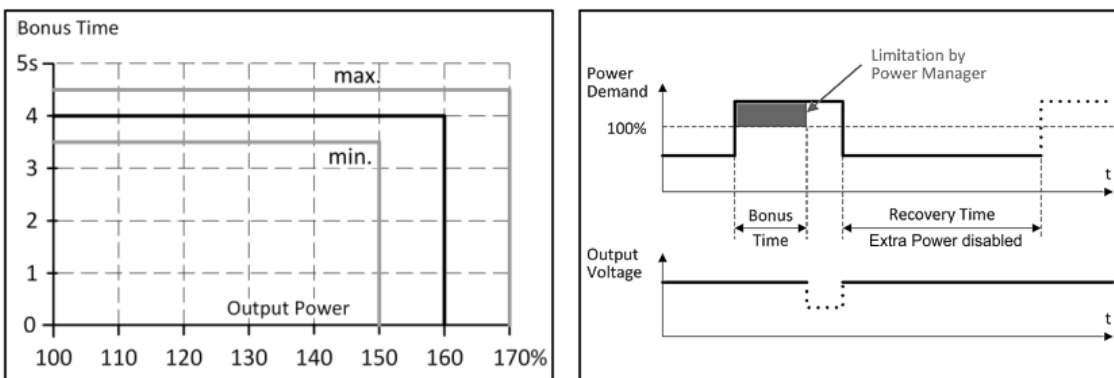 Bonus Time
5s
4
3
2
1
0
max.
min.
Output Power
100 110 120 130 140 150 160 170%
Limitation by
Power Manager
Power
Demand
100%
t
Bonus
Time
Recovery Time
Extra Power disabled
Output
Voltage
t